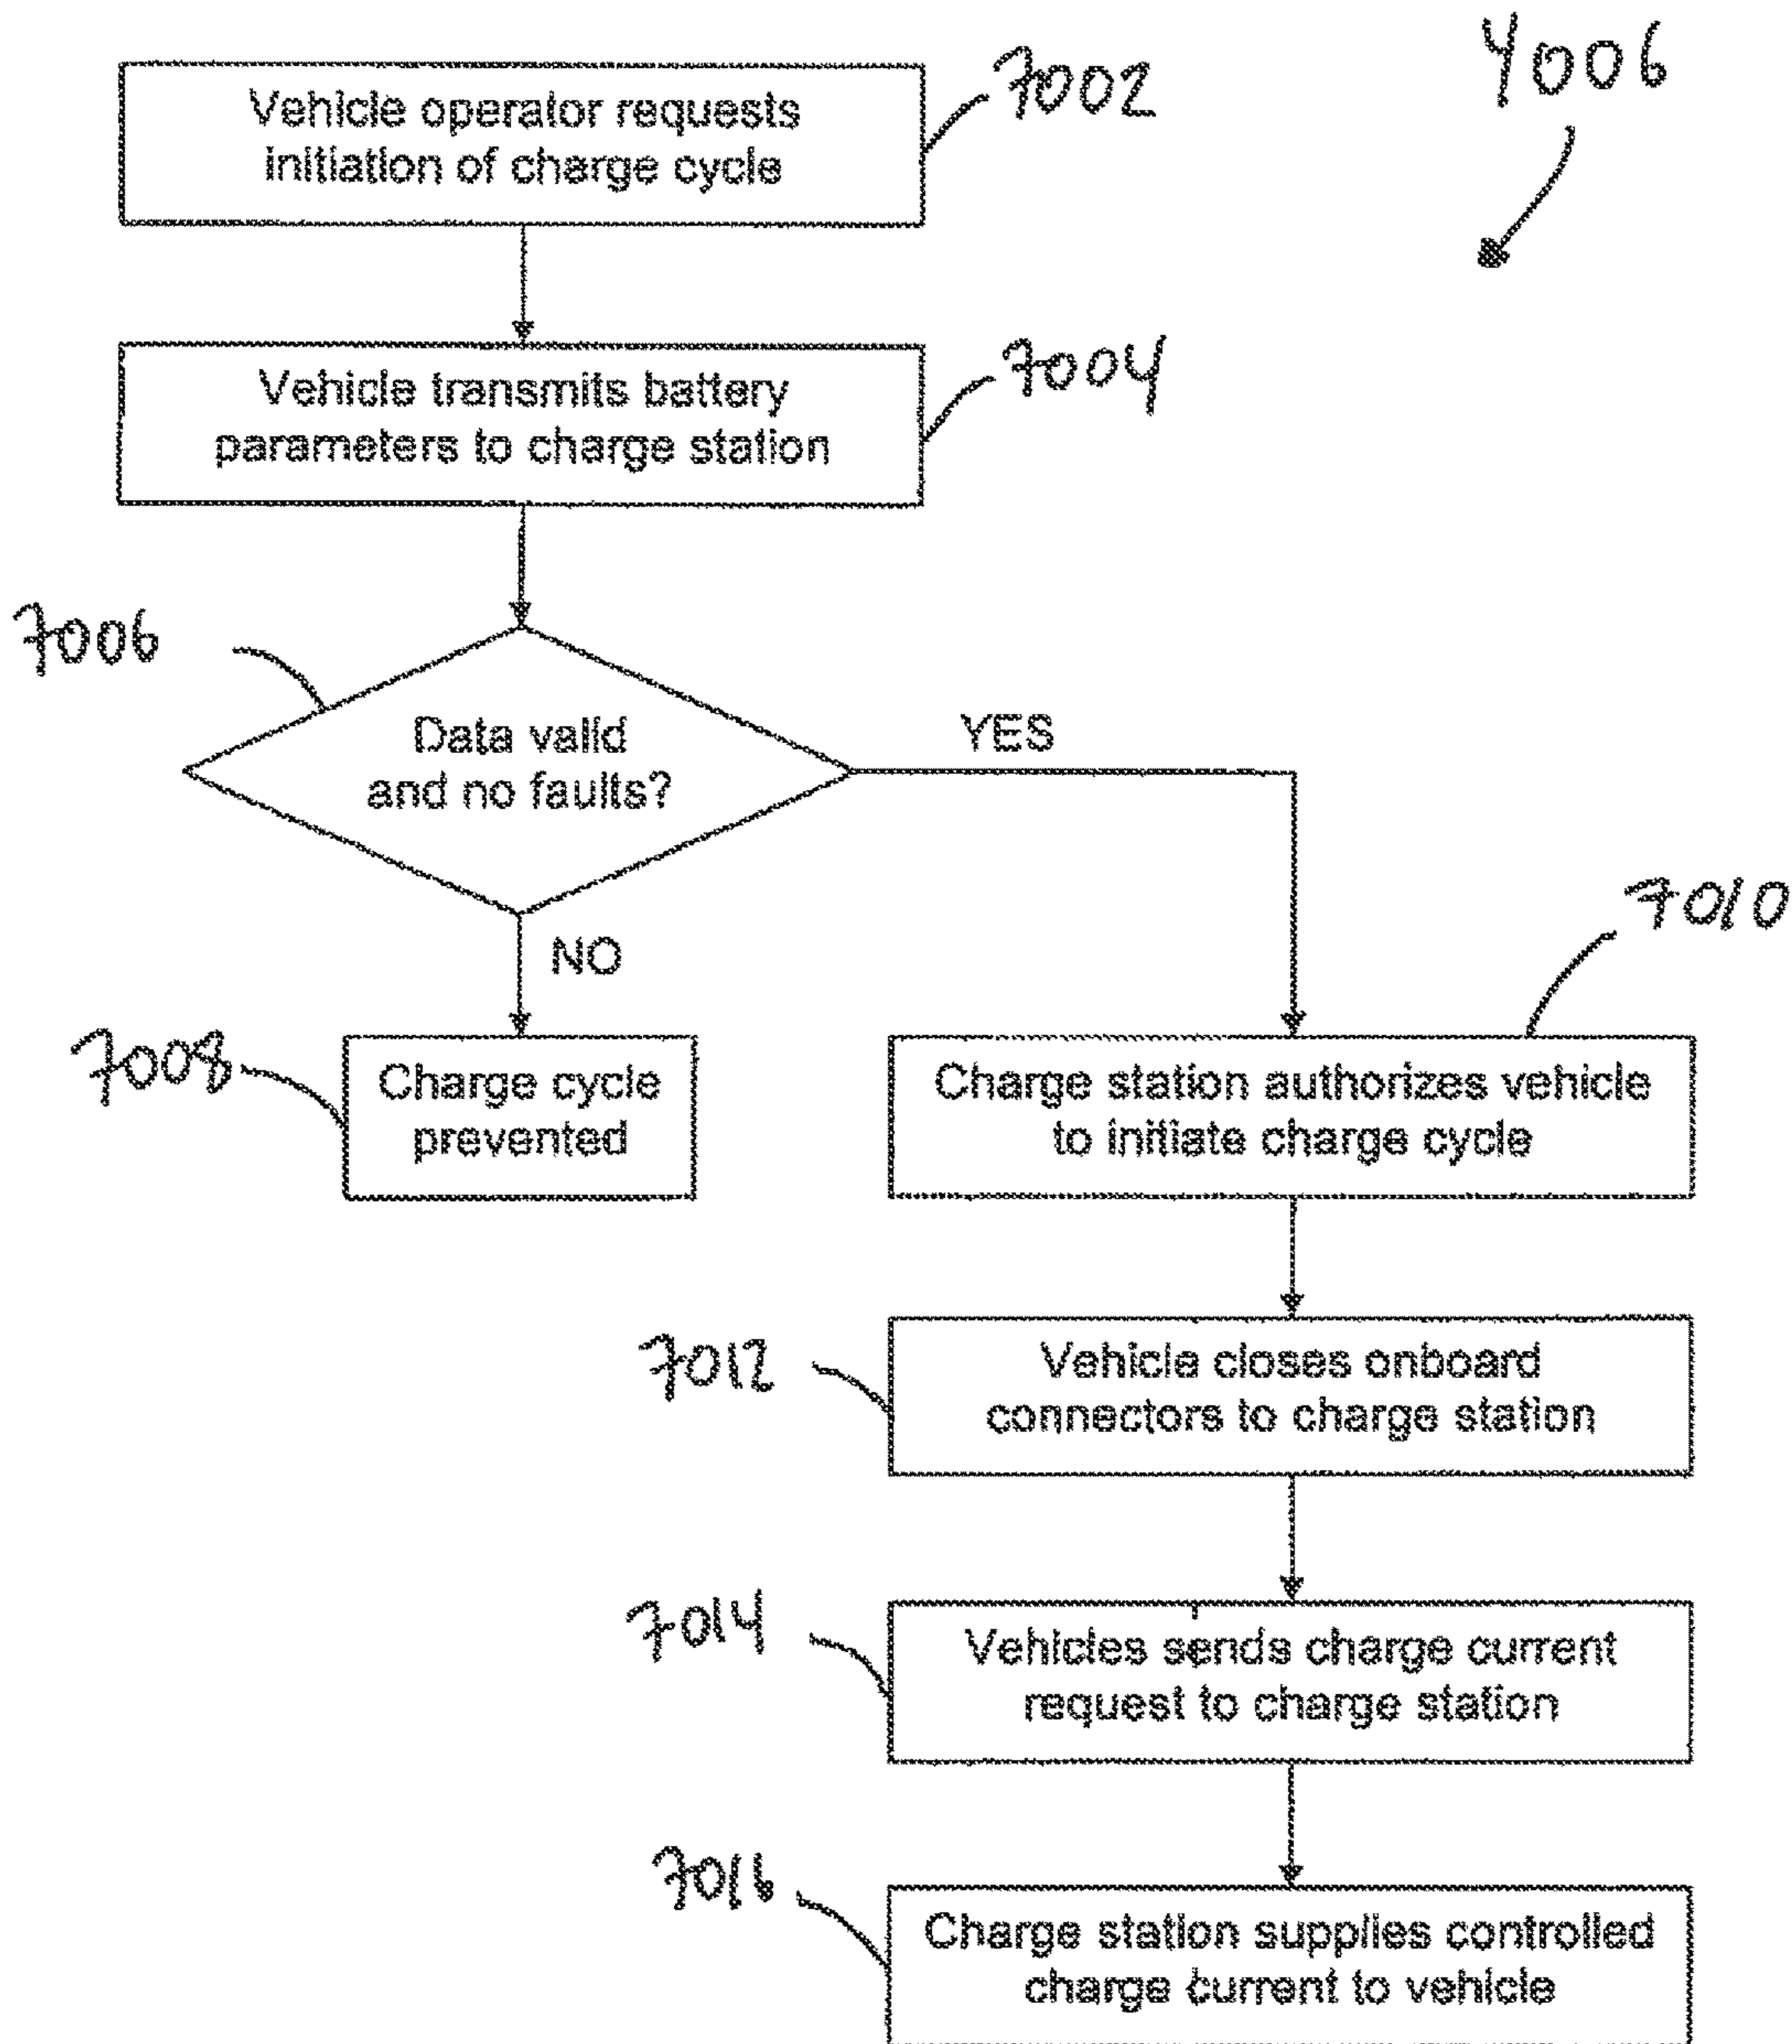 4006
Vehicle operator requests
initiation of charge cycle
7002
Vehicle transmits battery
parameters to charge station
7004
7006
Data valid
and no faults?
YES
NO
7008
Charge cycle
prevented
7010
Charge station authorizes vehicle
to initiate charge cycle
7012
Vehicle closes onboard
connectors to charge station
7014
Vehicles sends charge current
request to charge station
7016
Charge station supplies controlled
charge current to vehicle